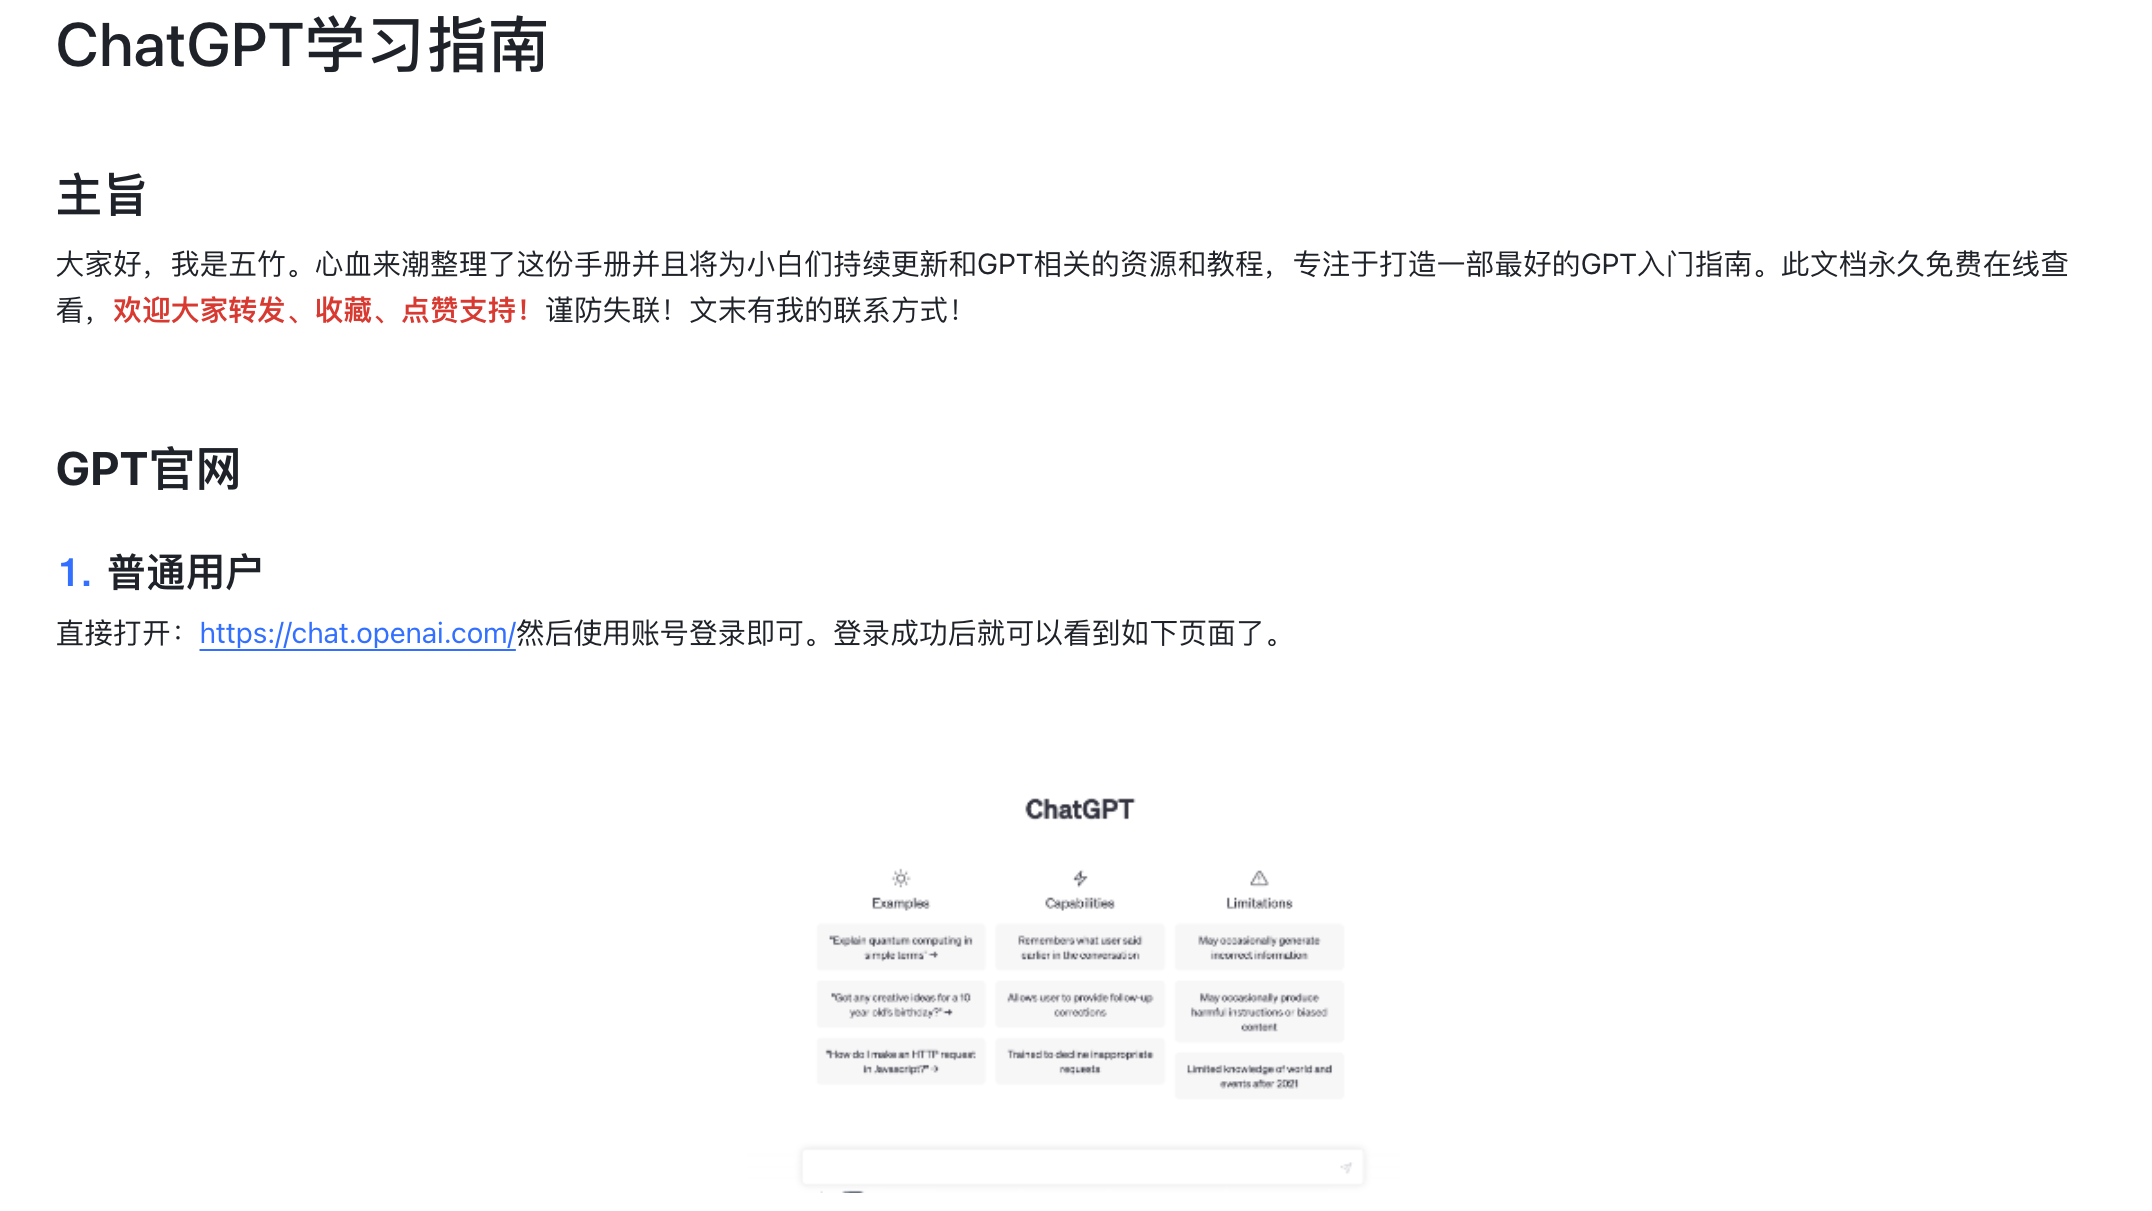 ChatGPT学习指南
主旨
大家好，我是五竹。心血来潮整理了这份手册并且将为小白们持续更新和GPT相关的资源和教程，专注于打造一部最好的GPT入门指南。此文档永久免费在线查
看，欢迎大家转发、收藏、点赞支持！谨防失联！文末有我的联系方式！
GPT官网
1. 普通用户
直接打开：https://chat.openai.com/然后使用账号登录即可。登录成功后就可以看到如下页面了。
ChatGPT
Examples
"Explain quantum computing in
simple terms" →
"Got any creative ideas for a 10
year old's birthday?" →
"How do I make an HTTP request
in Javascript?" →
Capabilities
Remembers what user said
earlier in the conversation
Allows user to provide follow-up
corrections
Trained to decline inappropriate
requests
Limitations
May occasionally generate
incorrect information
May occasionally produce
harmful instructions or biased
content
Limited knowledge of world and
events after 2021